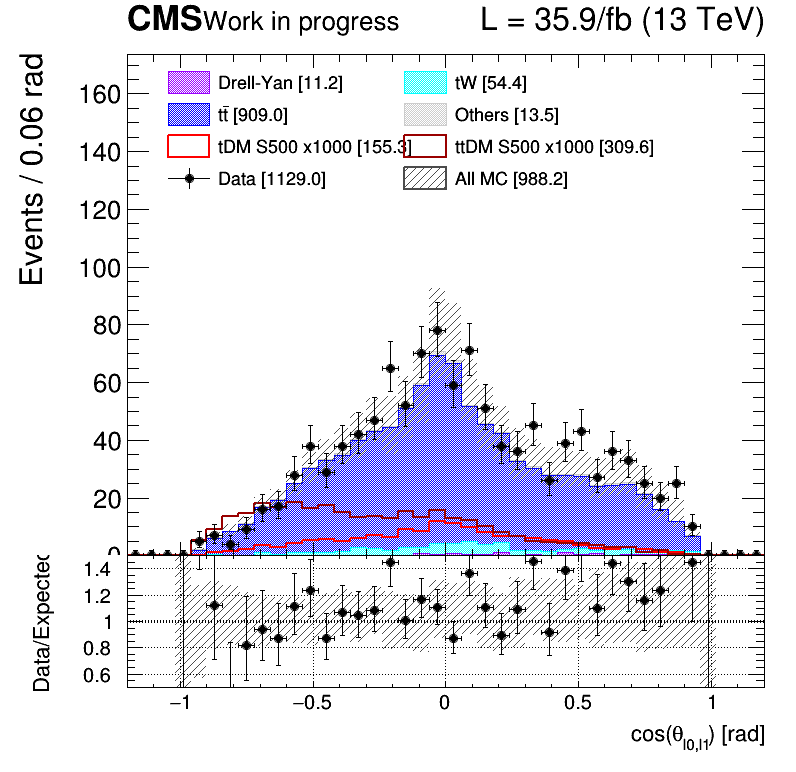 CMS Work in progress L = 35.9/fb (13 TeV)
Events / 0.06 rad
160
140
120
100
80
60
40
20
0
Drell-Yan [11.2] tW [54.4]
tt̄ [909.0] Others [13.5]
tDM S500 x1000 [155.3] ttDM S500 x1000 [309.6]
Data [1129.0] All MC [988.2]
Data/Expected
1.4
1.2
1
0.8
0.6
−1 −0.5 0 0.5 1
cos(θl0,l1) [rad]